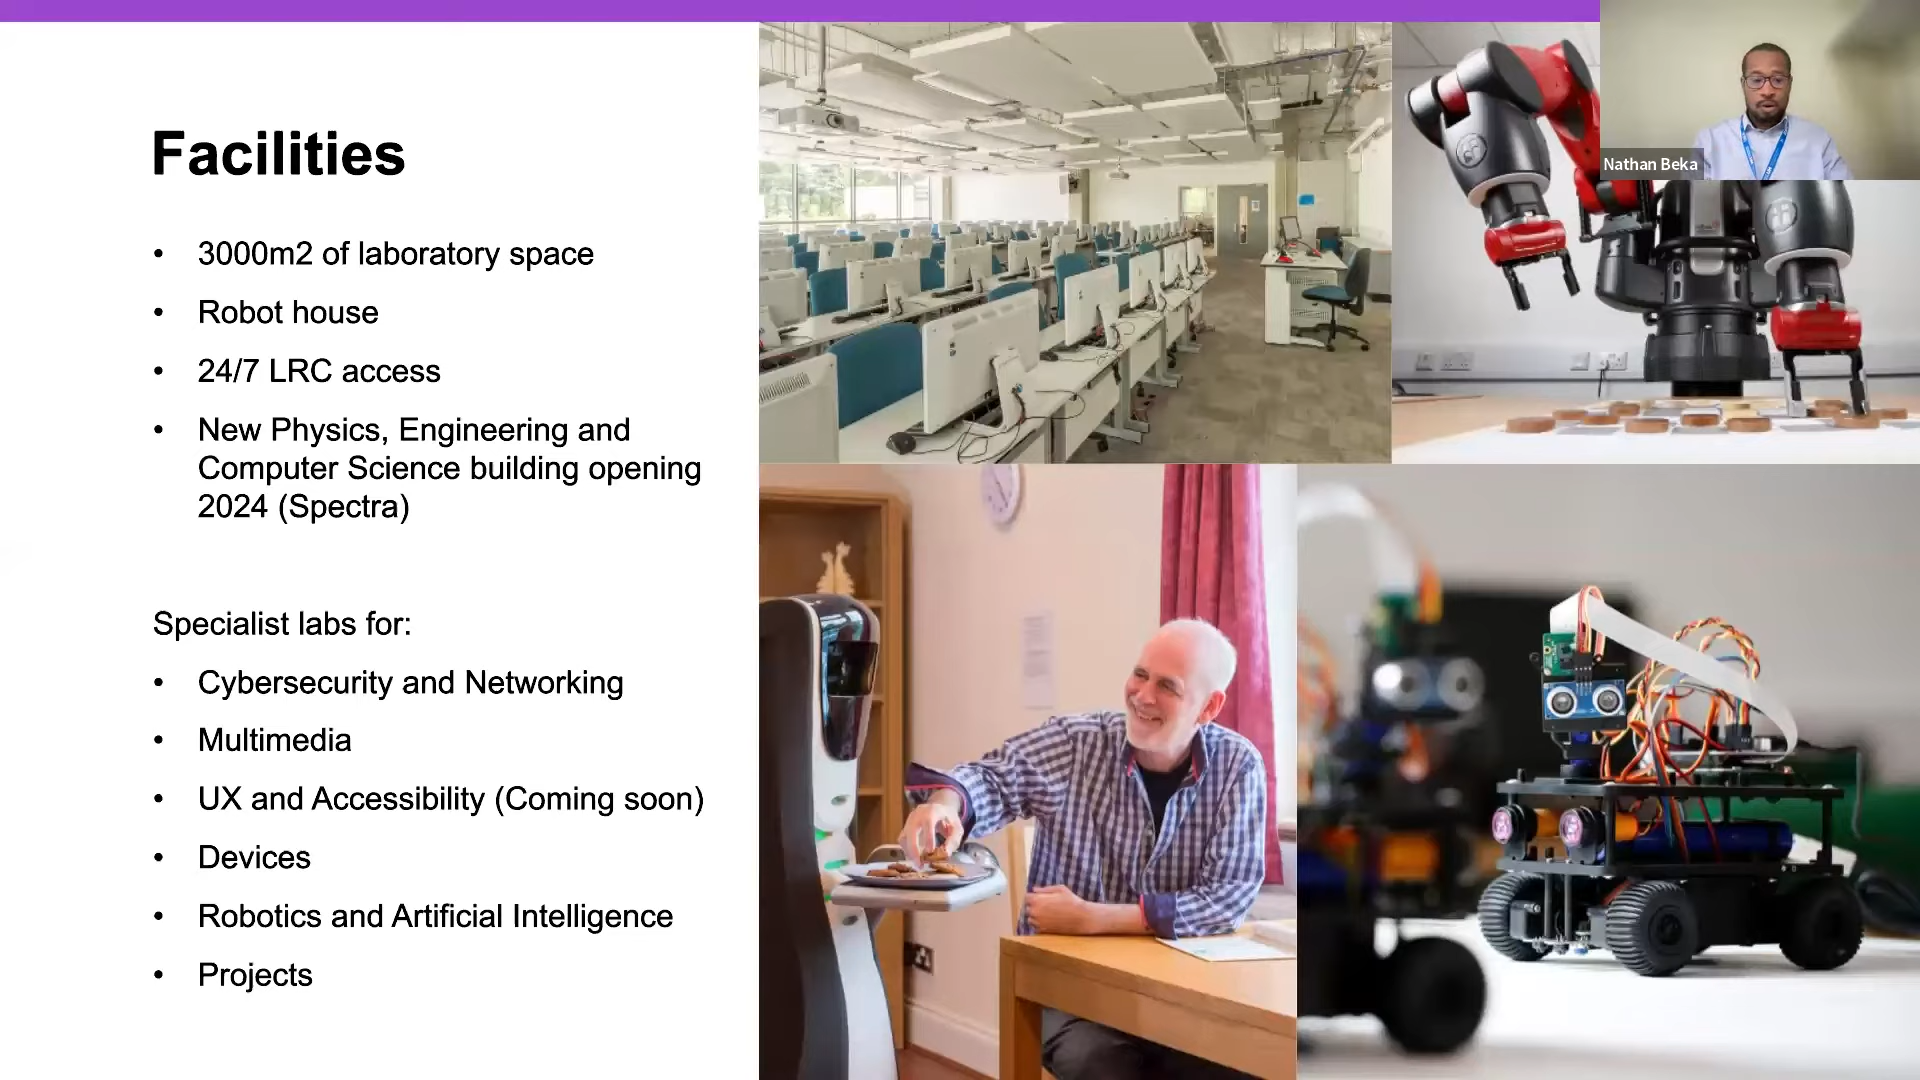 Facilities
• 3000m2 of laboratory space
• Robot house
• 24/7 LRC access
• New Physics, Engineering and
Computer Science building opening
2024 (Spectra)
Specialist labs for:
• Cybersecurity and Networking
• Multimedia
• UX and Accessibility (Coming soon)
• Devices
• Robotics and Artificial Intelligence
• Projects
Nathan Beka